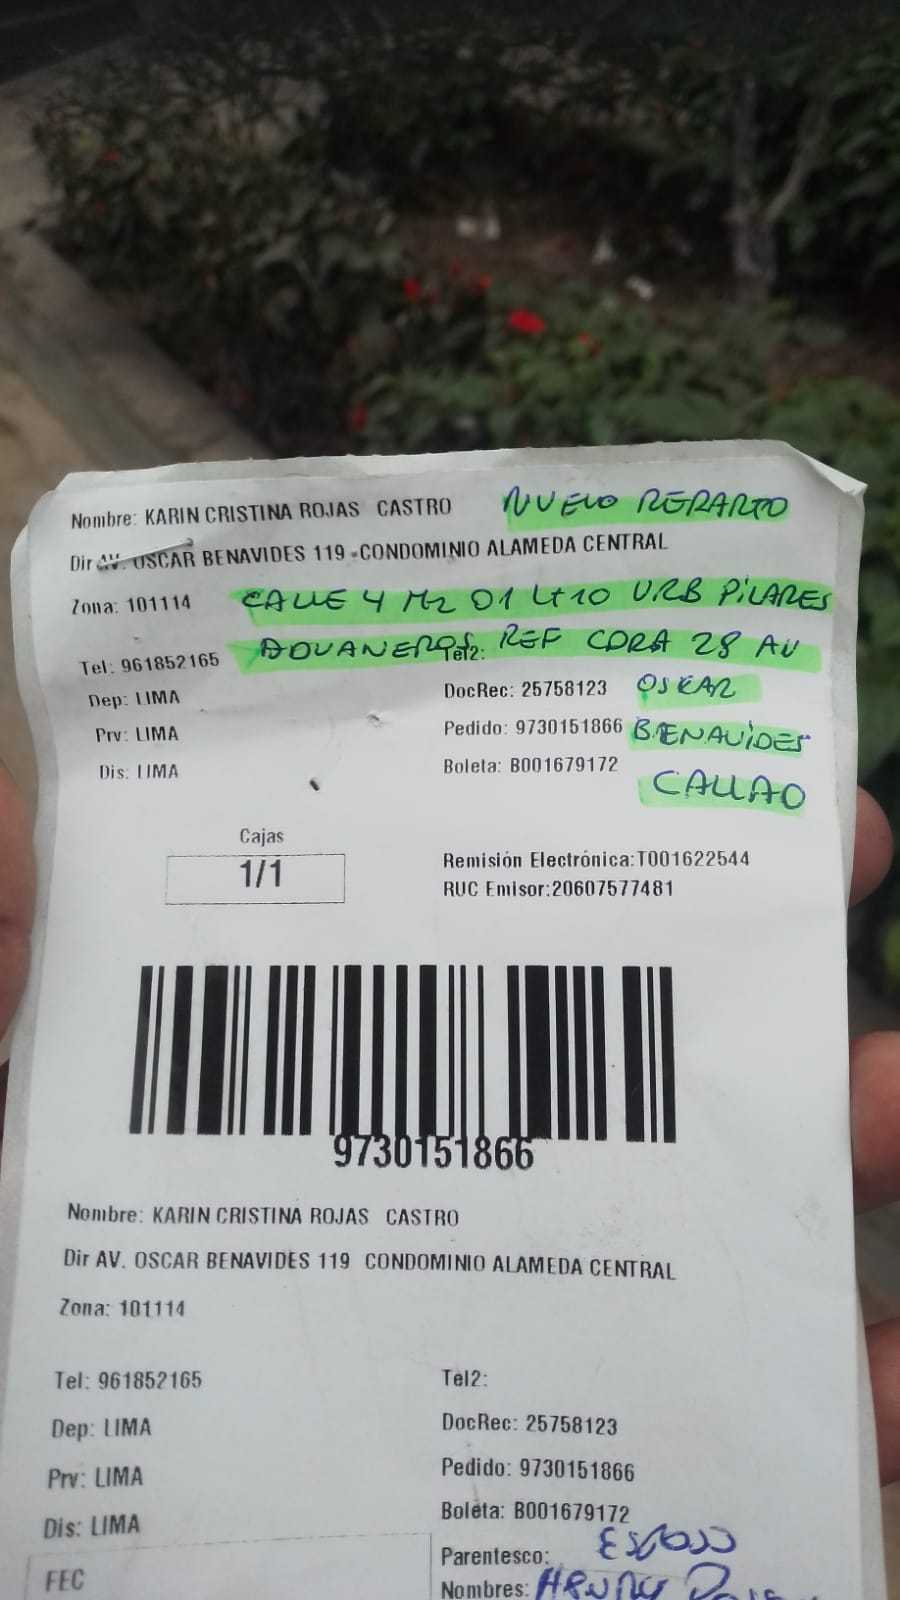 Nombre: KARIN CRISTINA ROJAS CASTRO NUEVO REPARTO
Dir AV. OSCAR BENAVIDES 119 - CONDOMINIO ALAMEDA CENTRAL
Zona: 101114 CALLE 4 Mz D1 Lt 10 URB PILARES
ADUANEROS REF CDRA 28 AV
Tel: 961852165 Tel2:
Dep: LIMA DocRec: 25758123 OSKAR
Prv: LIMA Pedido: 9730151866 BENAVIDES
Dis: LIMA Boleta: B001679172 CALLAO
Cajas
1/1
Remisión Electrónica:T001622544
RUC Emisor:20607577481
9730151866
Nombre: KARIN CRISTINA ROJAS CASTRO
Dir AV. OSCAR BENAVIDES 119 CONDOMINIO ALAMEDA CENTRAL
Zona: 101114
Tel: 961852165 Tel2:
Dep: LIMA DocRec: 25758123
Prv: LIMA Pedido: 9730151866
Dis: LIMA Boleta: B001679172
Parentesco: ESPOSO
FEC Nombres: HENRY